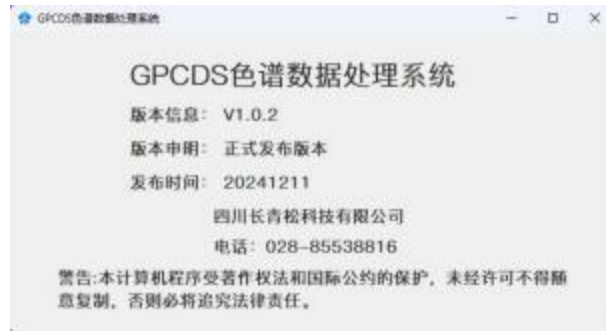 GPCDS色谱数据处理系统
GPCDS色谱数据处理系统
版本信息: V1.0.2
版本申明: 正式发布版本
发布时间: 20241211
四川长青松科技有限公司
电话: 028-85538816
警告:本计算机程序受著作权法和国际公约的保护, 未经许可不得随
意复制, 否则必将追究法律责任。